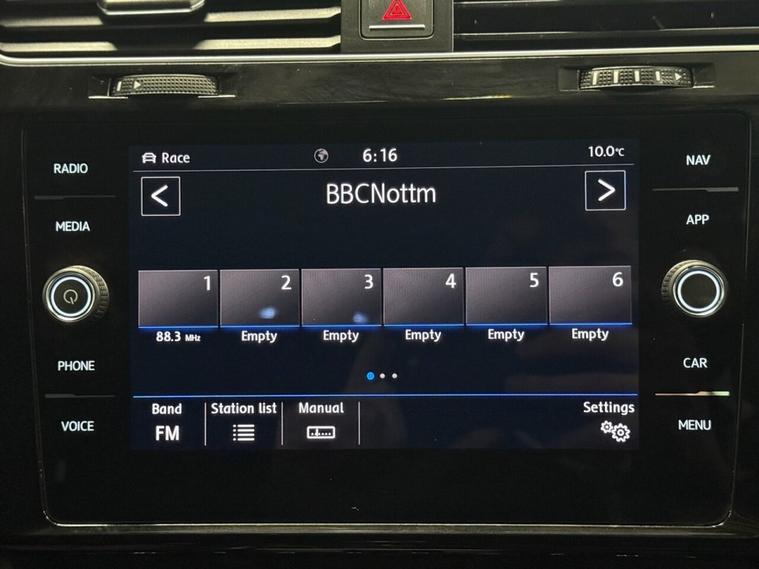 RADIO
MEDIA
PHONE
VOICE
Race
6:16
10.0°C
BBCNottm
1
2
3
4
5
6
88.3 MHz
Empty
Empty
Empty
Empty
Empty
Band
FM
Station list
Manual
Settings
NAV
APP
CAR
MENU